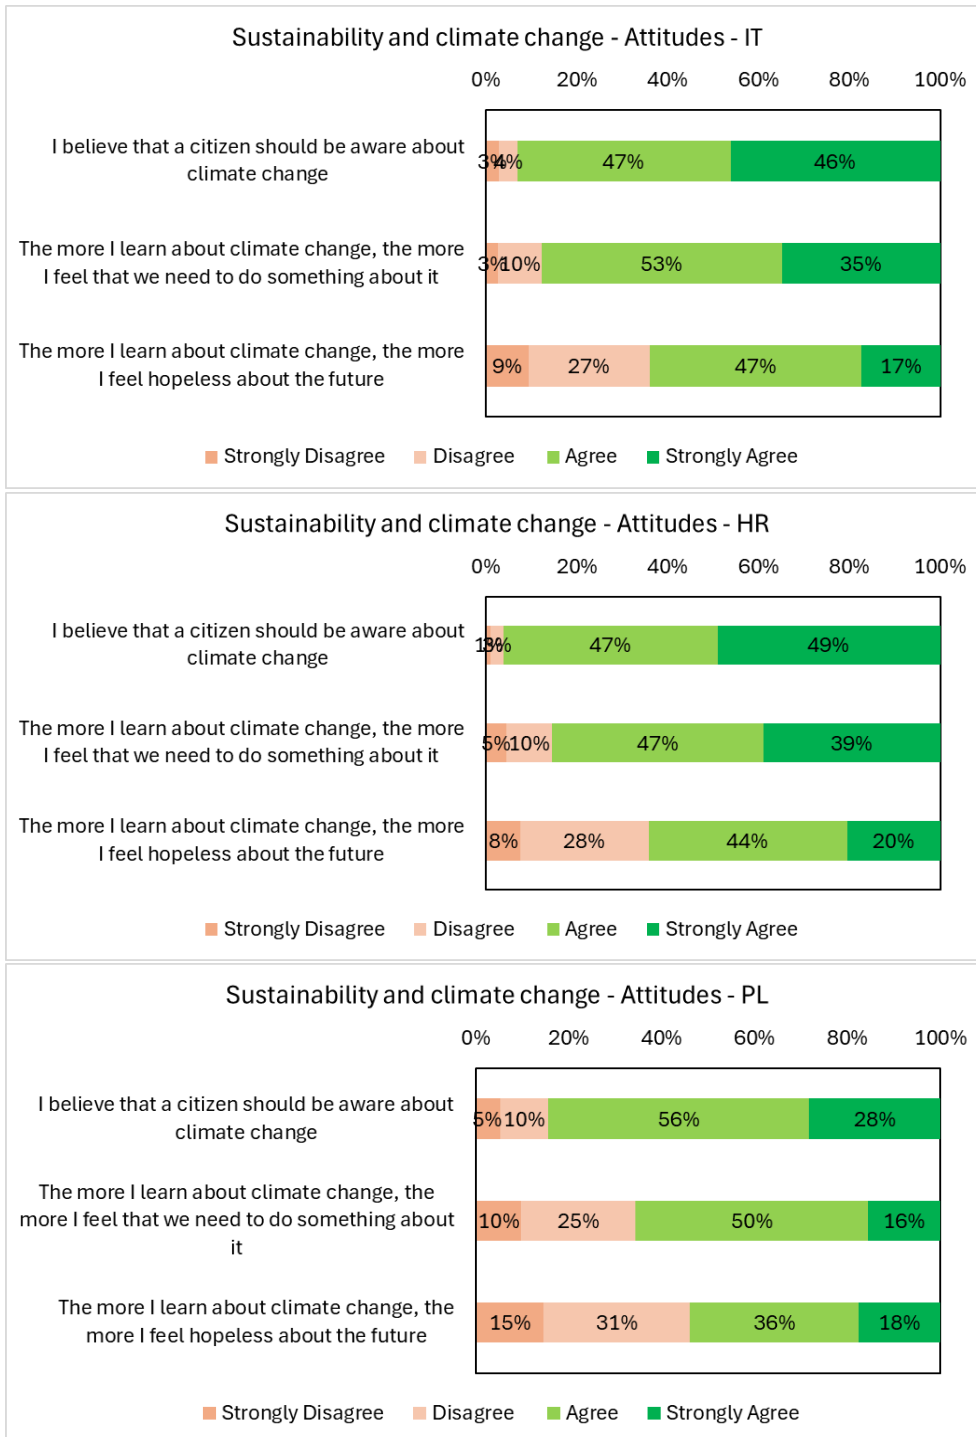 Sustainability and climate change - Attitudes - IT
0% 20% 40% 60% 80% 100%
I believe that a citizen should be aware about
climate change
3% 4% 47% 46%
The more I learn about climate change, the more
I feel that we need to do something about it
3% 10% 53% 35%
The more I learn about climate change, the more
I feel hopeless about the future
9% 27% 47% 17%
Strongly Disagree Disagree Agree Strongly Agree
Sustainability and climate change - Attitudes - HR
0% 20% 40% 60% 80% 100%
I believe that a citizen should be aware about
climate change
1% 3% 47% 49%
The more I learn about climate change, the more
I feel that we need to do something about it
5% 10% 47% 39%
The more I learn about climate change, the more
I feel hopeless about the future
8% 28% 44% 20%
Strongly Disagree Disagree Agree Strongly Agree
Sustainability and climate change - Attitudes - PL
0% 20% 40% 60% 80% 100%
I believe that a citizen should be aware about
climate change
5% 10% 56% 28%
The more I learn about climate change, the
more I feel that we need to do something about
it
10% 25% 50% 16%
The more I learn about climate change, the
more I feel hopeless about the future
15% 31% 36% 18%
Strongly Disagree Disagree Agree Strongly Agree